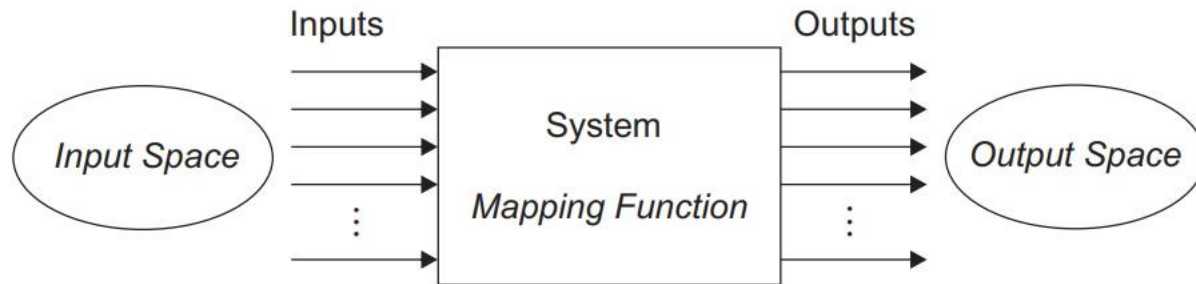 Inputs
Outputs
Input Space
System
Mapping Function
Output Space